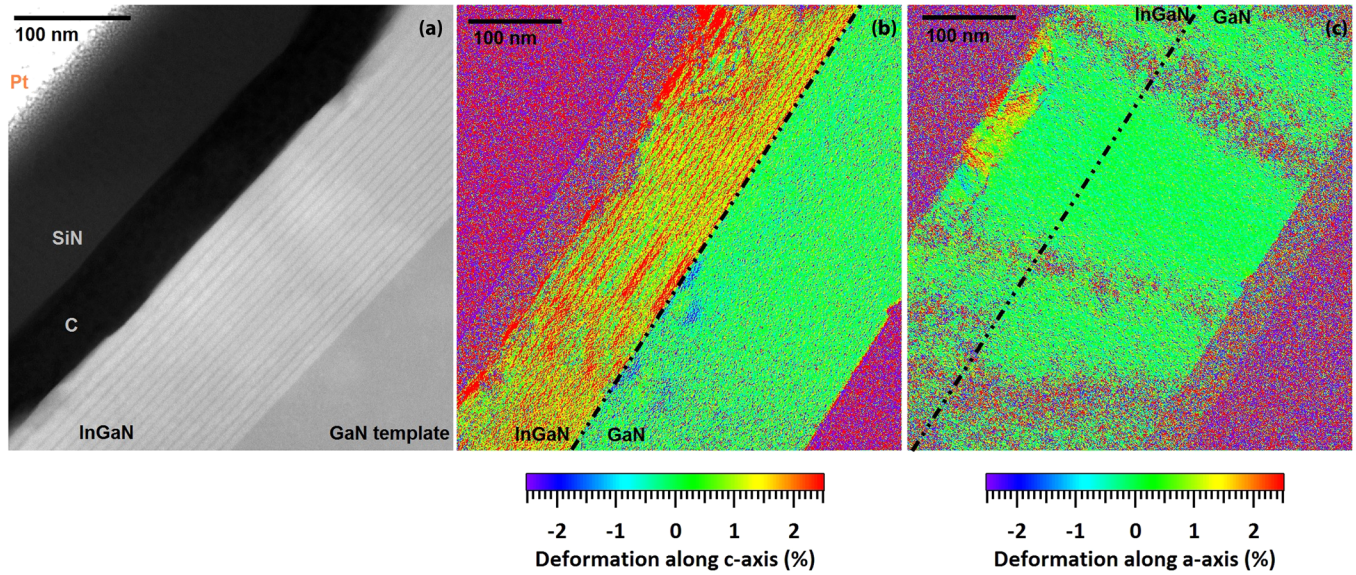 100 nm
(a)
Pt
SiN
C
InGaN
GaN template
100 nm
(b)
InGaN
GaN
100 nm
InGaN
GaN
(c)
-2 -1 0 1 2
Deformation along c-axis (%)
-2 -1 0 1 2
Deformation along a-axis (%)